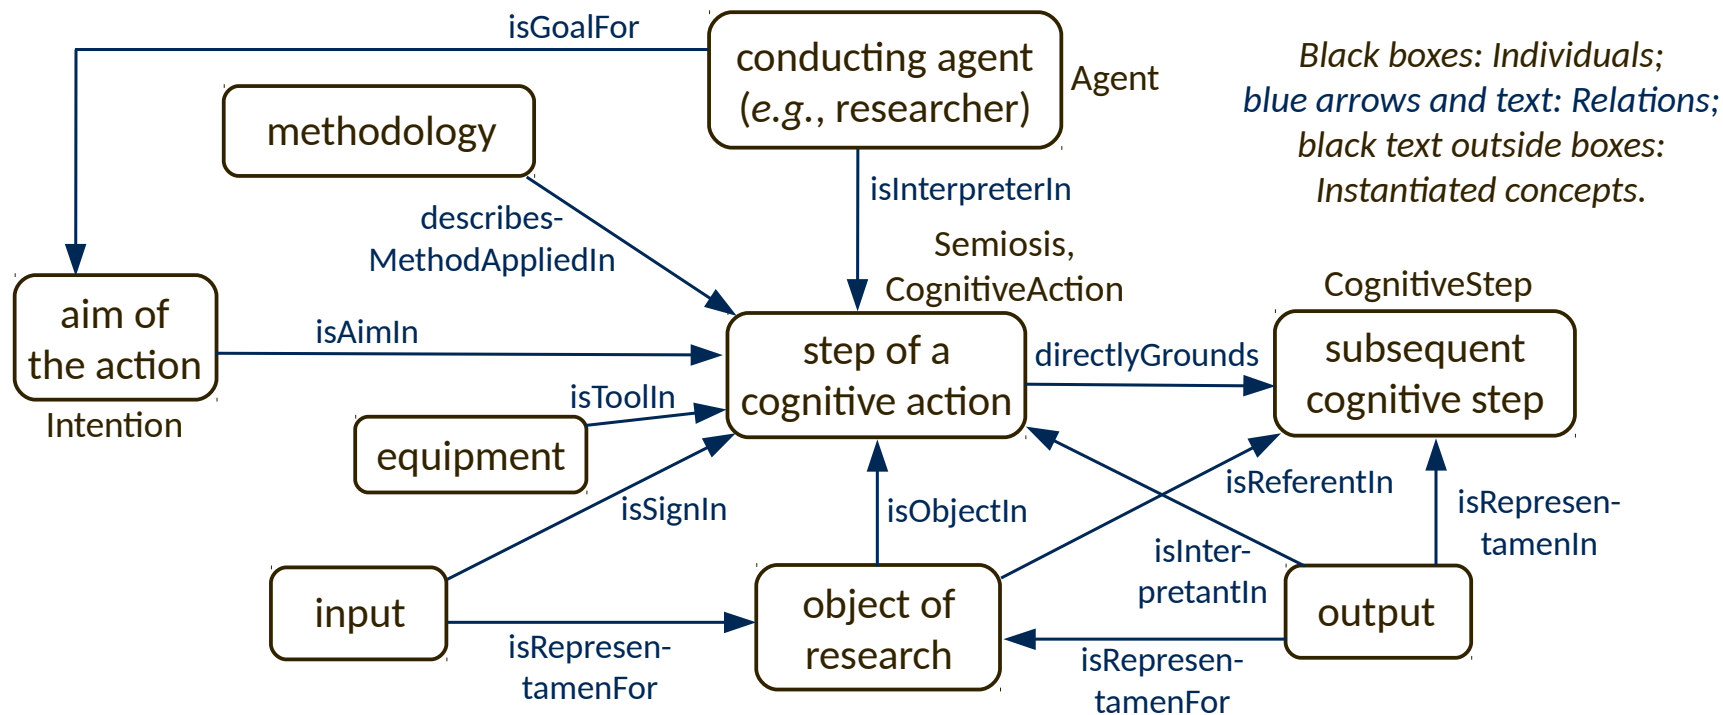 isGoalFor
conducting agent
(e.g., researcher)
Agent
Black boxes: Individuals;
blue arrows and text: Relations;
black text outside boxes:
Instantiated concepts.
methodology
isInterpreterIn
describes-
MethodAppliedIn
Semiosis,
CognitiveAction
CognitiveStep
aim of
the action
Intention
isAimIn
step of a
cognitive action
directlyGrounds
subsequent
cognitive step
isToolIn
equipment
isSignIn
isObjectIn
isReferentIn
isRepresen-
tamenIn
isInter-
pretantIn
input
object of
research
output
isRepresen-
tamenFor
isRepresen-
tamenFor